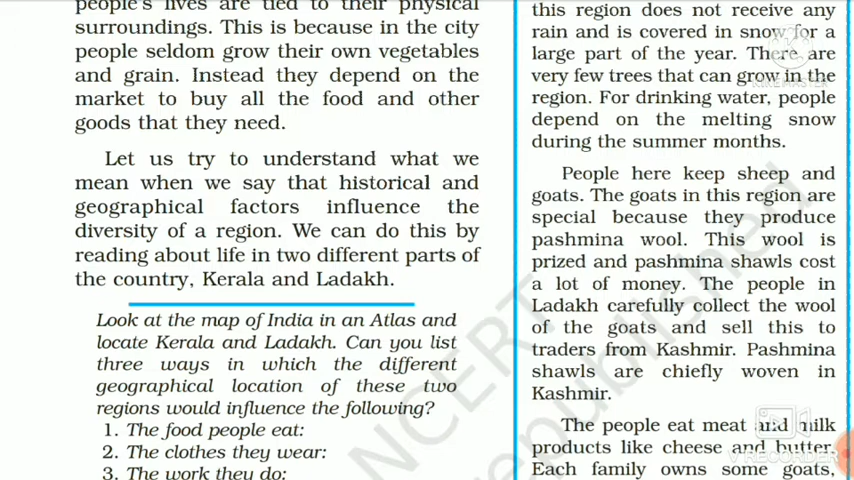 people's lives are tied to their physical
surroundings. This is because in the city
people seldom grow their own vegetables
and grain. Instead they depend on the
market to buy all the food and other
goods that they need.
Let us try to understand what we
mean when we say that historical and
geographical factors influence the
diversity of a region. We can do this by
reading about life in two different parts of
the country, Kerala and Ladakh.
Look at the map of India in an Atlas and
locate Kerala and Ladakh. Can you list
three ways in which the different
geographical location of these two
regions would influence the following?
1. The food people eat:
2. The clothes they wear:
3. The work they do:
this region does not receive any
rain and is covered in snow for a
large part of the year. There are
very few trees that can grow in the
region. For drinking water, people
depend on the melting snow
during the summer months.
People here keep sheep and
goats. The goats in this region are
special because they produce
pashmina wool. This wool is
prized and pashmina shawls cost
a lot of money. The people in
Ladakh carefully collect the wool
of the goats and sell this to
traders from Kashmir. Pashmina
shawls are chiefly woven in
Kashmir.
The people eat meat and milk
products like cheese and butter.
Each family owns some goats,
KINEMASTER
VRECORDER
NCERT
republished